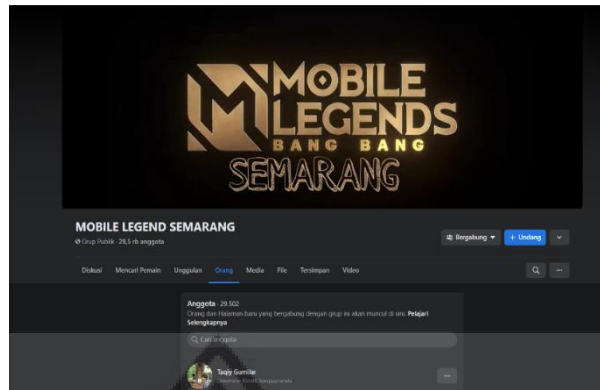 MOBILE
LEGENDS
BANG BANG
SEMARANG
MOBILE LEGEND SEMARANG
Grup Publik · 29,5 rb anggota
Bergabung
+ Undang
Diskusi Mencari Pemain Unggulan Orang Media File Tersimpan Video
Anggota · 29.502
Orang dan Halaman baru yang bergabung dengan grup ini akan muncul di sini. Pelajari
Selengkapnya
Cari anggota
Taqiy Gumilar